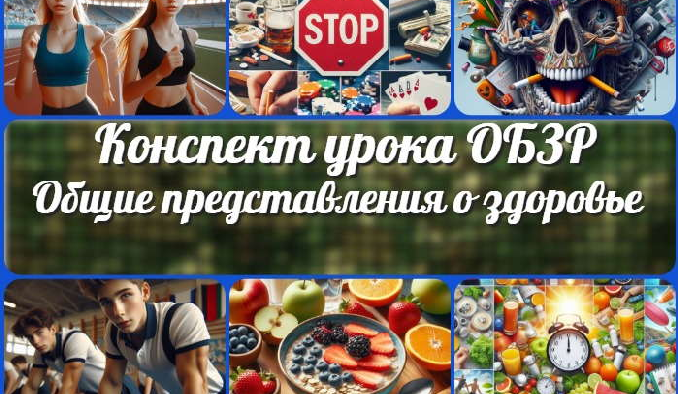 STOP
Конспект урока ОБЗР
Общие представления о здоровье